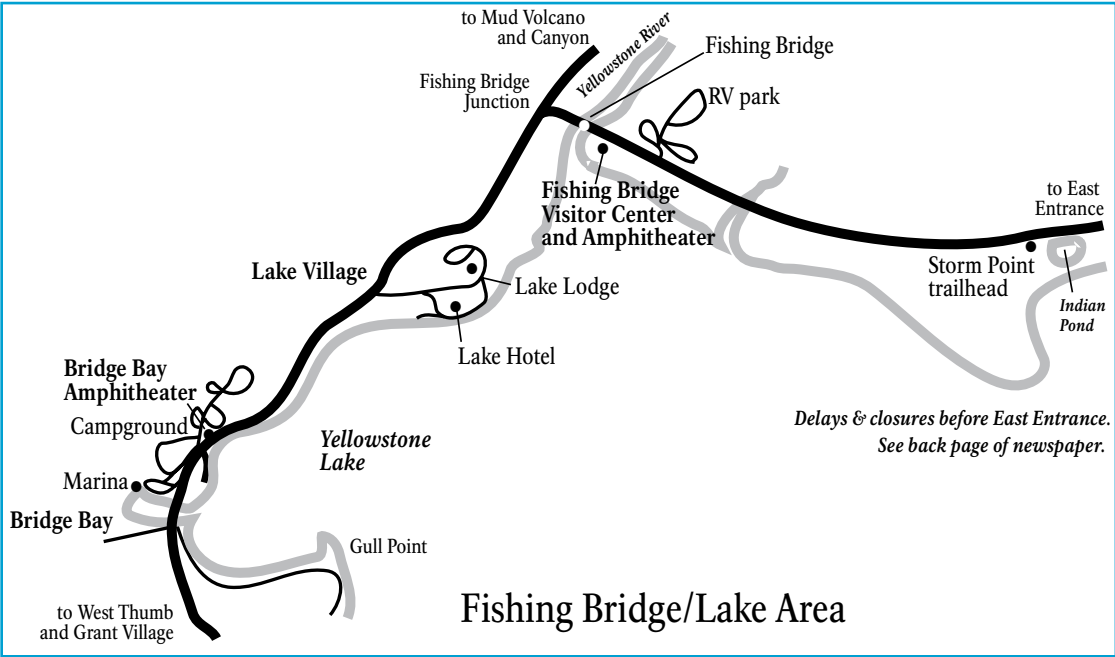 to Mud Volcano
and Canyon
Yellowstone River
Fishing Bridge
Fishing Bridge
Junction
RV park
Fishing Bridge
Visitor Center
and Amphitheater
to East
Entrance
Storm Point
trailhead
Indian
Pond
Lake Village
Lake Lodge
Lake Hotel
Bridge Bay
Amphitheater
Campground
Marina
Bridge Bay
Yellowstone
Lake
Delays & closures before East Entrance.
See back page of newspaper.
Gull Point
to West Thumb
and Grant Village
Fishing Bridge/Lake Area